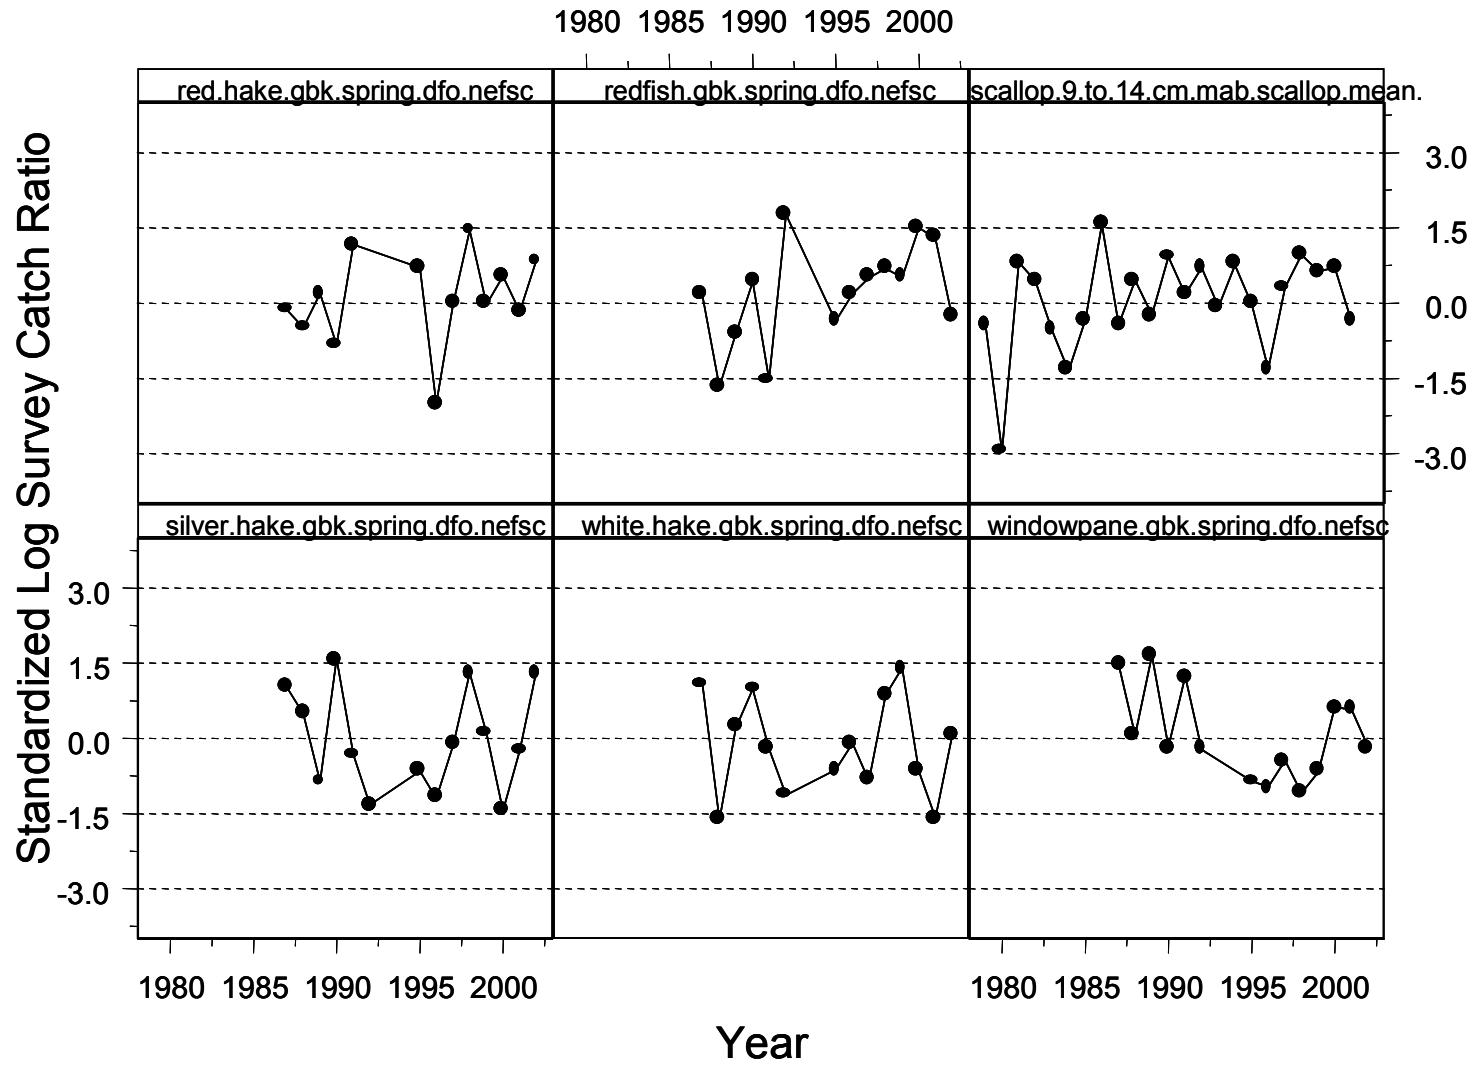 1980 1985 1990 1995 2000
red.hake.gbk.spring.dfo.nefsc redfish.gbk.spring.dfo.nefsc scallop.9.to.14.cm.mab.scallop.mean.
3.0
1.5
0.0
-1.5
-3.0
Standardized Log Survey Catch Ratio
silver.hake.gbk.spring.dfo.nefsc white.hake.gbk.spring.dfo.nefsc windowpane.gbk.spring.dfo.nefsc
3.0
1.5
0.0
-1.5
-3.0
1980 1985 1990 1995 2000 1980 1985 1990 1995 2000
Year